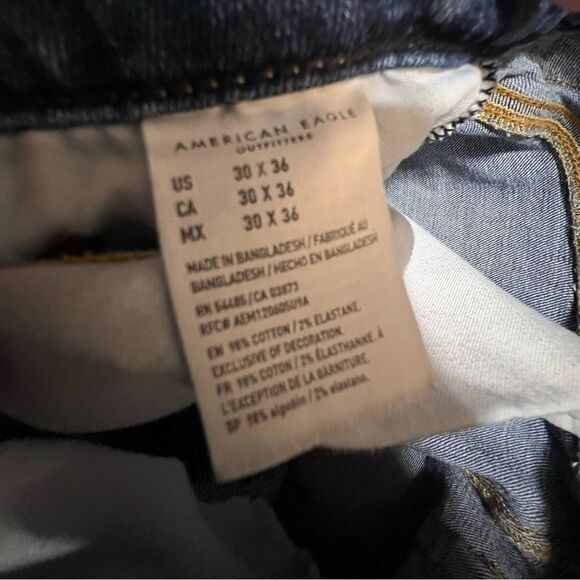 AMERICAN EAGLE
OUTFITTERS
US 30 X 36
CA 30 X 36
MX 30 X 36
MADE IN BANGLADESH / FABRIQUÉ AU
BANGLADESH / HECHO EN BANGLADESH
RN 54485 / CA 03873
RFC# AEM120605U9A
EN 98% COTTON / 2% ELASTANE.
EXCLUSIVE OF DECORATION.
FR 98% COTON / 2% ÉLASTHANNE. À
L'EXCEPTION DE LA GARNITURE.
SP 98% algodón / 2% elastano.